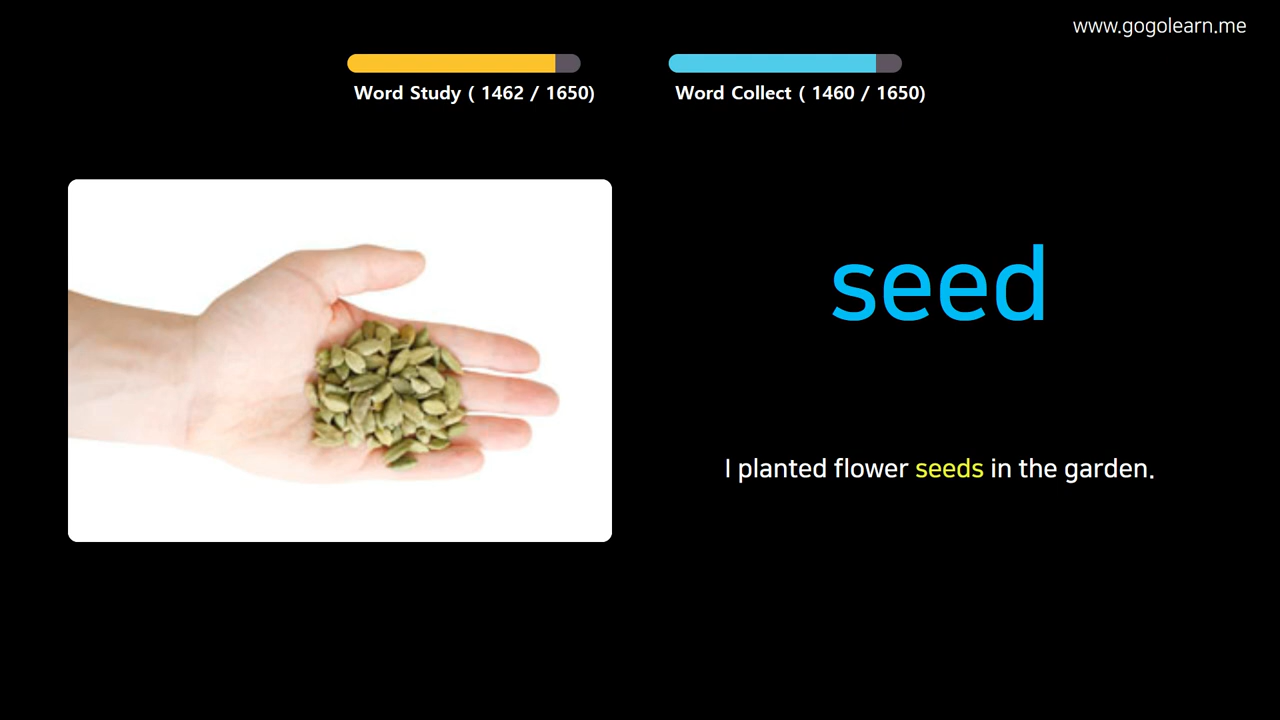 www.gogolearn.me
Word Study ( 1462 / 1650)
Word Collect ( 1460 / 1650)
seed
I planted flower seeds in the garden.